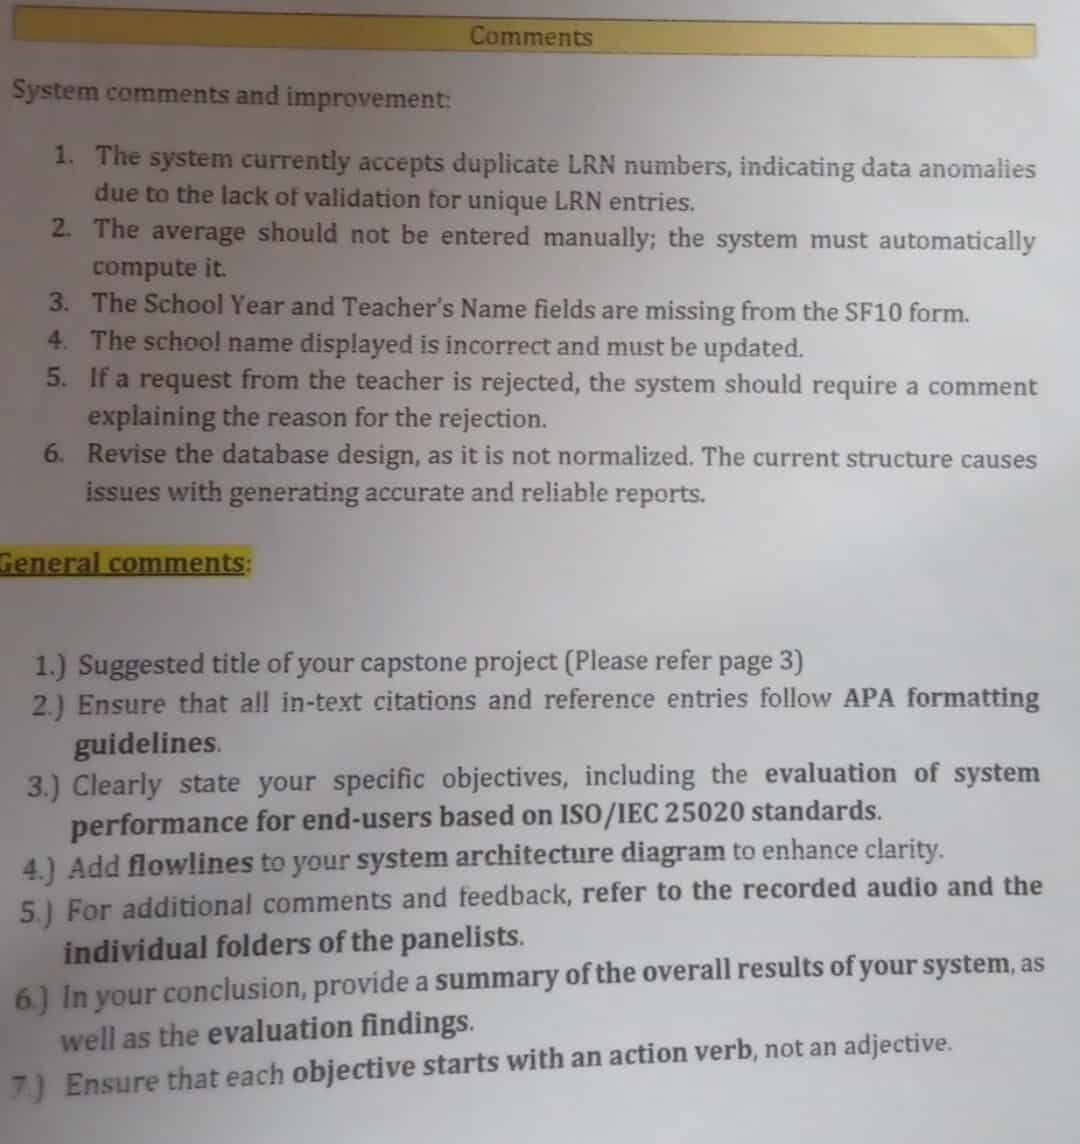 Comments
System comments and improvement:
1. The system currently accepts duplicate LRN numbers, indicating data anomalies
due to the lack of validation for unique LRN entries.
2. The average should not be entered manually; the system must automatically
compute it.
3. The School Year and Teacher's Name fields are missing from the SF10 form.
4. The school name displayed is incorrect and must be updated.
5. If a request from the teacher is rejected, the system should require a comment
explaining the reason for the rejection.
6. Revise the database design, as it is not normalized. The current structure causes
issues with generating accurate and reliable reports.
General comments:
1.) Suggested title of your capstone project (Please refer page 3)
2.) Ensure that all in-text citations and reference entries follow APA formatting
guidelines.
3.) Clearly state your specific objectives, including the evaluation of system
performance for end-users based on ISO/IEC 25020 standards.
4.) Add flowlines to your system architecture diagram to enhance clarity.
5.) For additional comments and feedback, refer to the recorded audio and the
individual folders of the panelists.
6.) In your conclusion, provide a summary of the overall results of your system, as
well as the evaluation findings.
7.) Ensure that each objective starts with an action verb, not an adjective.